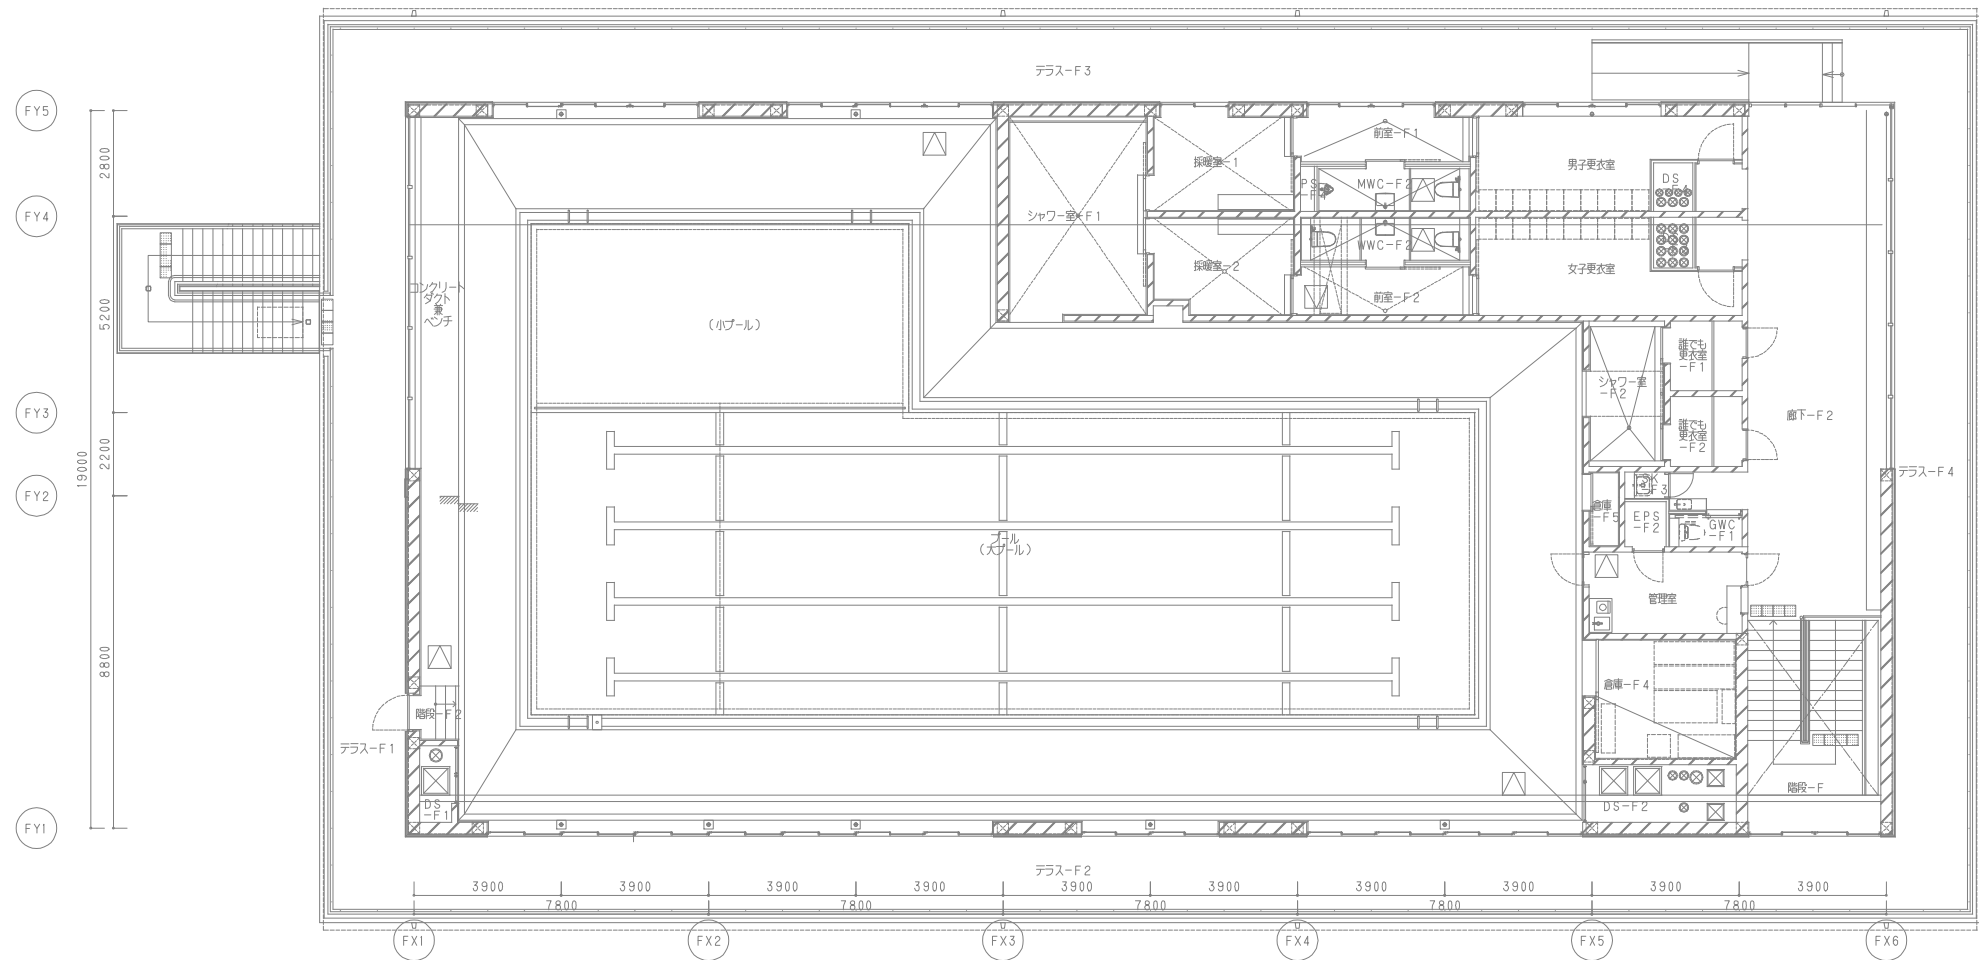 テラス-F3
FY5
前室-F1
2800
採暖室-1
男子更衣室
MWC-F2
DS
FY4
シャワー室-F1
WWC-F2
採暖室-2
女子更衣室
コンクリート
ダクト
兼
ベンチ
前室-F2
5200
(小プール)
誰でも
更衣室
-F1
シャワー室
-F2
FY3
廊下-F2
誰でも
更衣室
-F2
2200
19000
テラス-F4
FY2
倉庫
-F5
EPS
-F2
GWC
-F1
プール
(大プール)
管理室
8800
倉庫-F4
階段-F2
テラス-F1
階段-F
DS
-F1
DS-F2
FY1
テラス-F2
3900
3900
3900
3900
3900
3900
3900
3900
3900
3900
7800
7800
7800
7800
7800
FX1
FX2
FX3
FX4
FX5
FX6